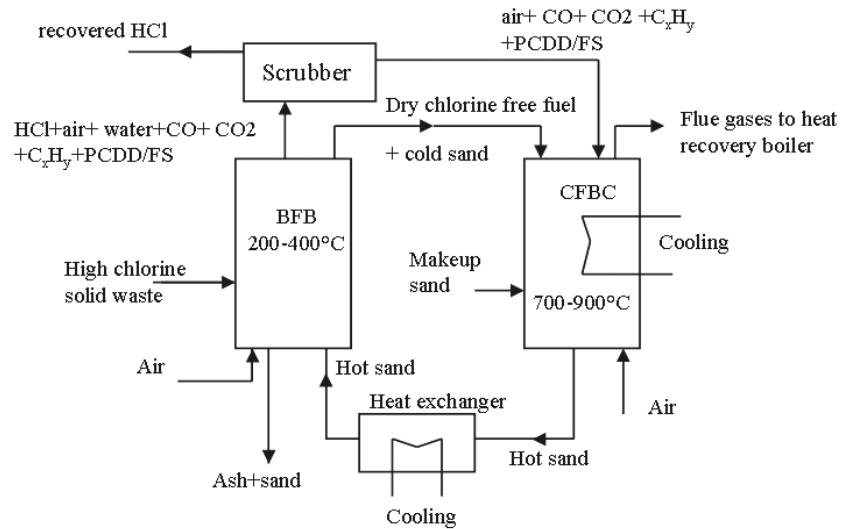 air+ CO+ CO2 +CxHy
+PCDD/FS
recovered HCl
Scrubber
Dry chlorine free fuel
+ cold sand
HCl+air+ water+CO+ CO2
+CxHy+PCDD/FS
Flue gases to heat
recovery boiler
BFB
200-400°C
CFBC
Cooling
High chlorine
solid waste
Makeup
sand
700-900°C
Air
Hot sand
Heat exchanger
Air
Hot sand
Ash+sand
Cooling